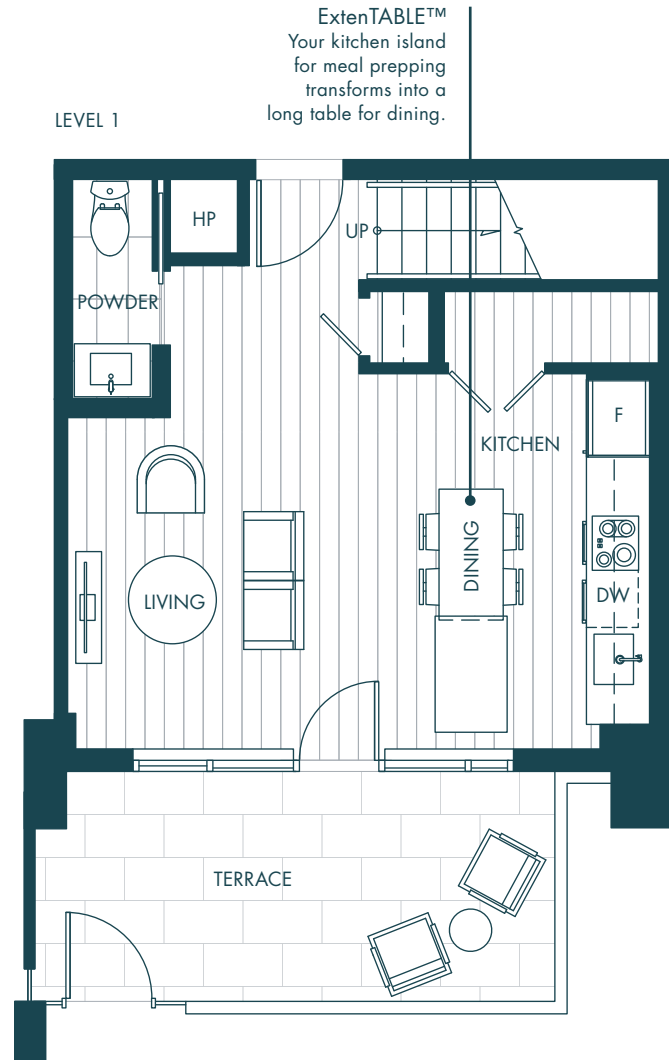 ExtenTABLE™
Your kitchen island
for meal prepping
transforms into a
long table for dining.
LEVEL 1
HP
UP
POWDER
F
KITCHEN
DINING
LIVING
DW
TERRACE